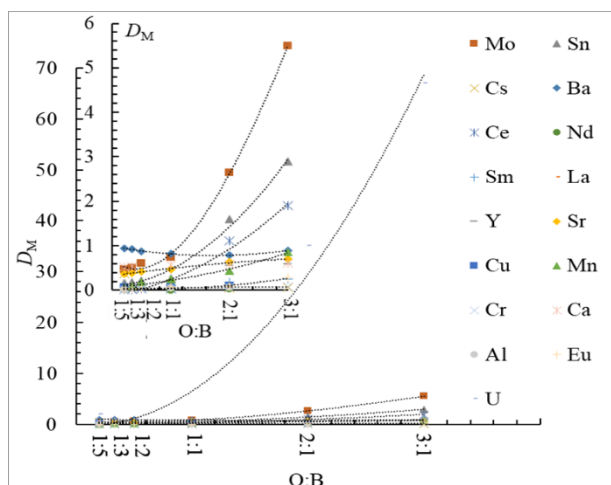 6
D_M
5
4
3
2
1
0
1:5
1:3
1:2
1:1
2:1
3:1
O:B
70
60
50
40
30
20
10
0
D_M
1:5
1:3
1:2
1:1
2:1
3:1
O:B
Mo Sn
Cs Ba
Ce Nd
Sm La
Y Sr
Cu Mn
Cr Ca
Al Eu
U